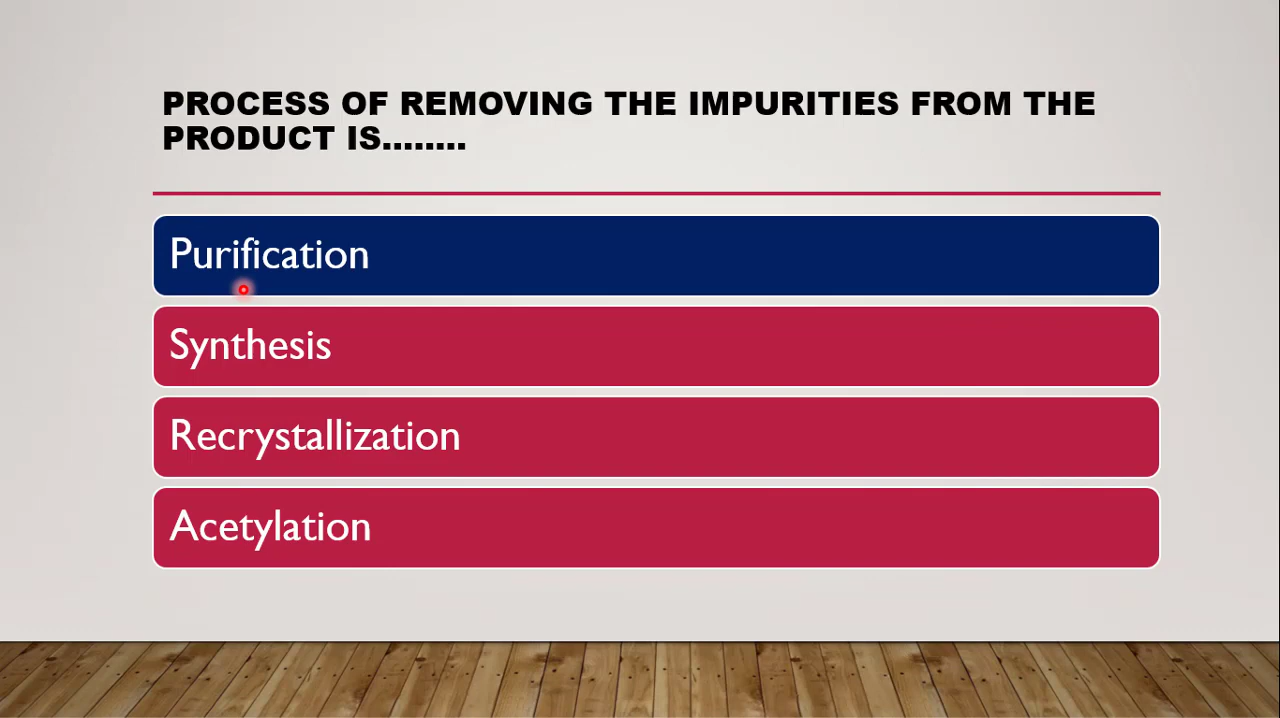 PROCESS OF REMOVING THE IMPURITIES FROM THE
PRODUCT IS........
Purification
Synthesis
Recrystallization
Acetylation